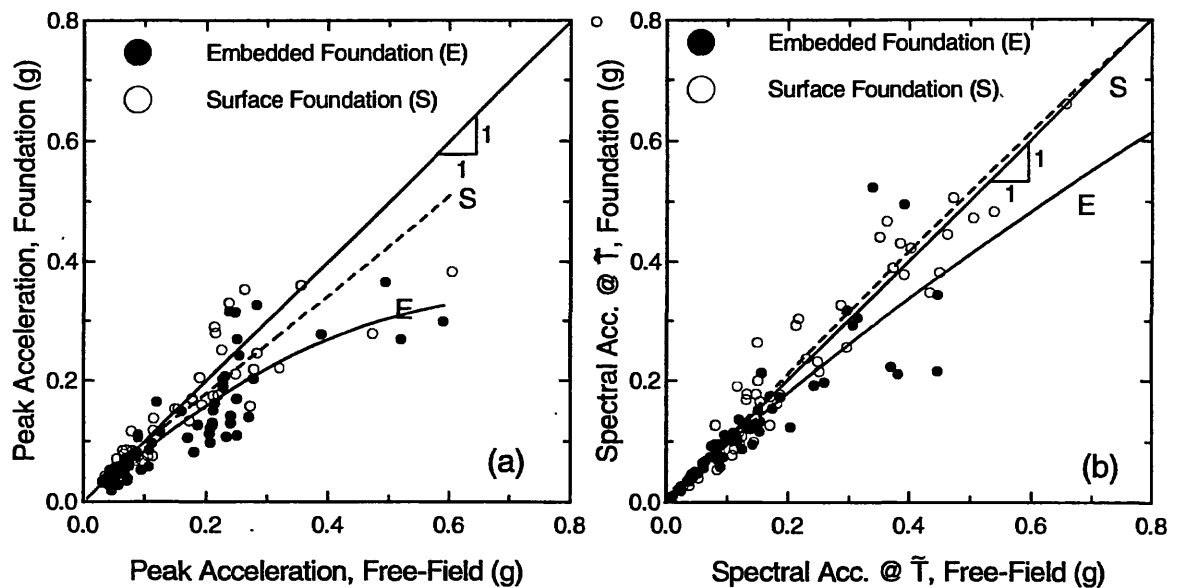 0.8
0.6
0.4
0.2
0.0
Peak Acceleration, Foundation (g)
Embedded Foundation (E)
Surface Foundation (S)
1
1
S
E
(a)
0.0 0.2 0.4 0.6 0.8
Peak Acceleration, Free-Field (g)
0.8
0.6
0.4
0.2
0.0
Spectral Acc. @ T̃, Foundation (g)
Embedded Foundation (E)
Surface Foundation (S).
S
1
1
E
(b)
0.0 0.2 0.4 0.6 0.8
Spectral Acc. @ T̃, Free-Field (g)